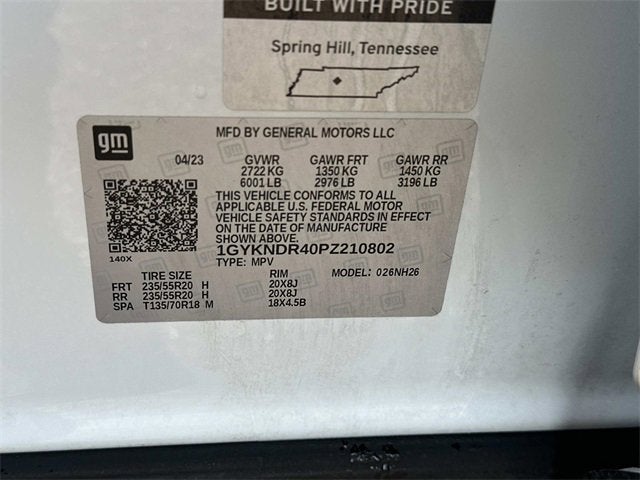 BUILT WITH PRIDE
Spring Hill, Tennessee
gm
MFD BY GENERAL MOTORS LLC
04/23 GVWR GAWR FRT GAWR RR
2722 KG 1350 KG 1450 KG
6001 LB 2976 LB 3196 LB
THIS VEHICLE CONFORMS TO ALL
APPLICABLE U.S. FEDERAL MOTOR
VEHICLE SAFETY STANDARDS IN EFFECT
ON THE DATE OF MANUFACTURE
SHOWN ABOVE.
1GYKNDR40PZ210802
140X TYPE: MPV
TIRE SIZE RIM MODEL: 026NH26
FRT 235/55R20 H 20X8J
RR 235/55R20 H 20X8J
SPA T135/70R18 M 18X4.5B